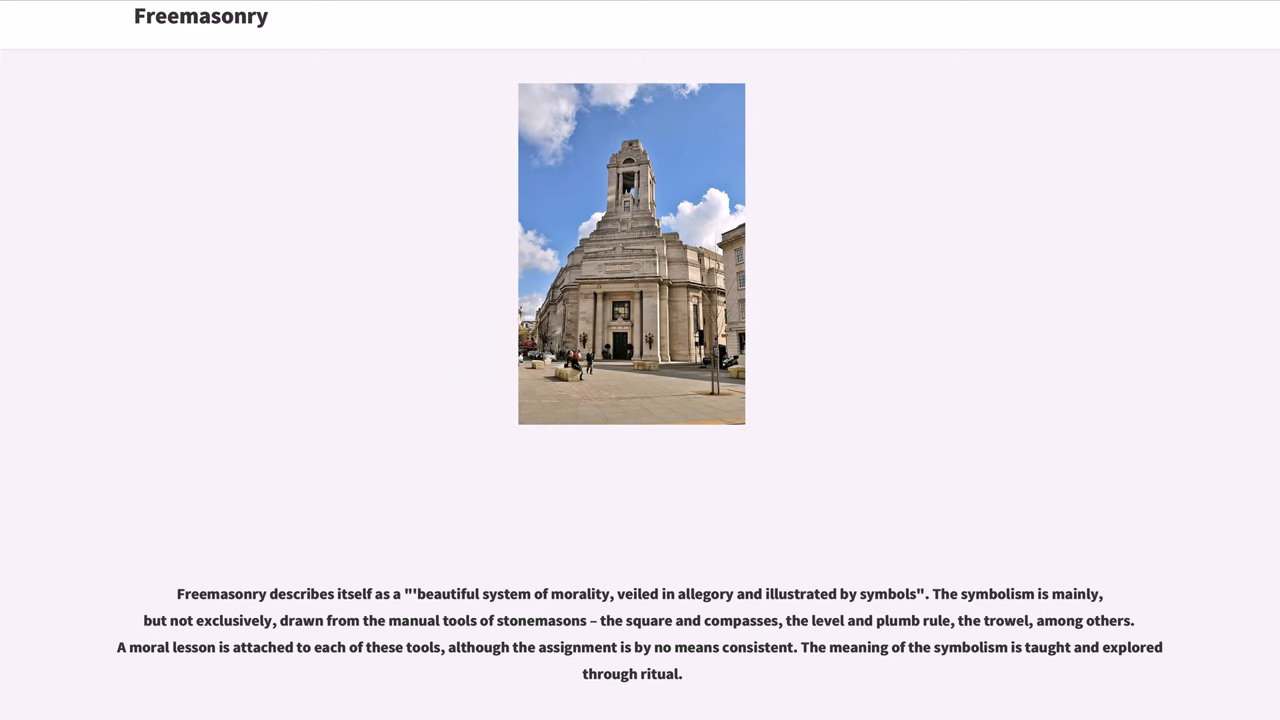 Freemasonry
Freemasonry describes itself as a "'beautiful system of morality, veiled in allegory and illustrated by symbols". The symbolism is mainly,
but not exclusively, drawn from the manual tools of stonemasons – the square and compasses, the level and plumb rule, the trowel, among others.
A moral lesson is attached to each of these tools, although the assignment is by no means consistent. The meaning of the symbolism is taught and explored
through ritual.